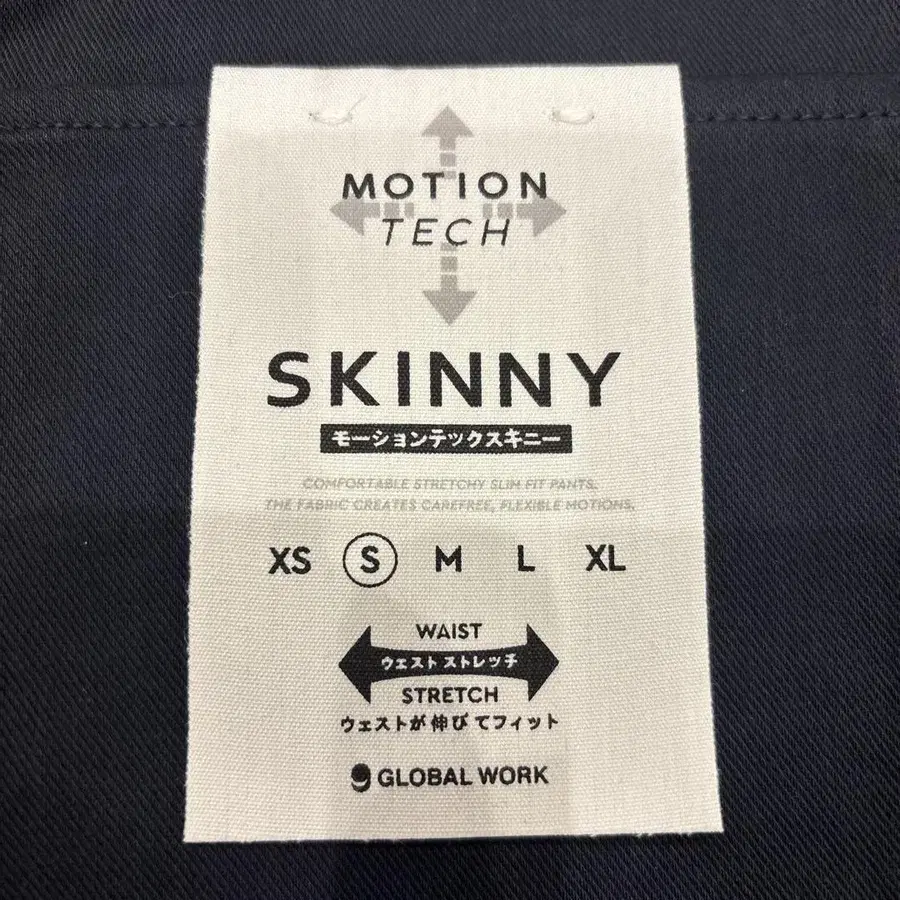 MOTION
TECH
SKINNY
モーションテックスキニー
COMFORTABLE STRETCHY SLIM FIT PANTS.
THE FABRIC CREATES CAREFREE, FLEXIBLE MOTIONS.
XS S M L XL
WAIST
ウェストストレッチ
STRETCH
ウェストが伸びてフィット
GLOBAL WORK